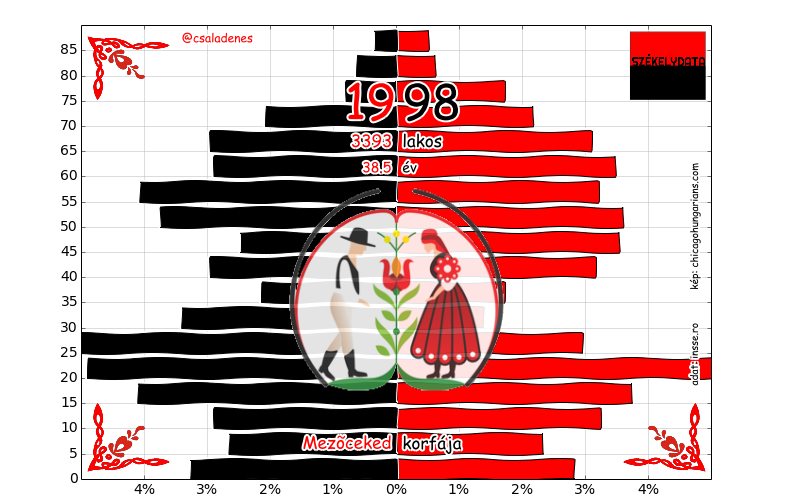 @csaladenes
SZÉKELYDATA
1998
3393 lakos
38.5 év
kép: chicagohungarians.com
adat: insse.ro
Mezőceked korfája
85
80
75
70
65
60
55
50
45
40
35
30
25
20
15
10
5
0
4% 3% 2% 1% 0% 1% 2% 3% 4%